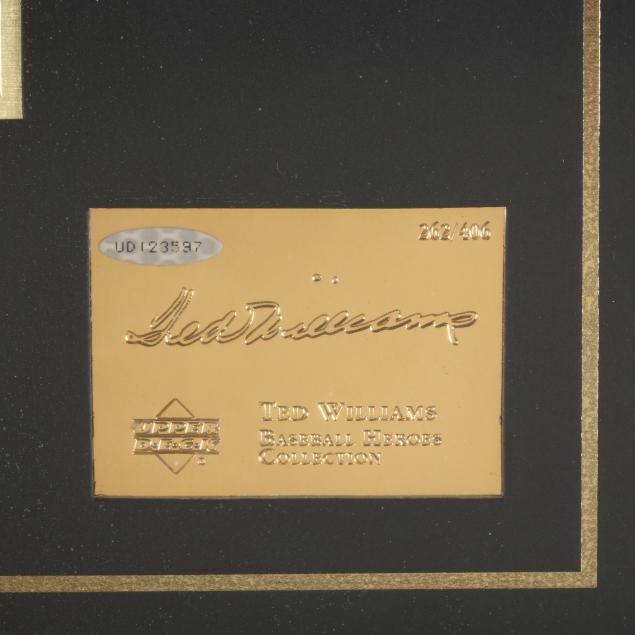 UD123597
262/406
Ted Williams
UPPER
DECK
TED WILLIAMS
BASEBALL HEROES
COLLECTION